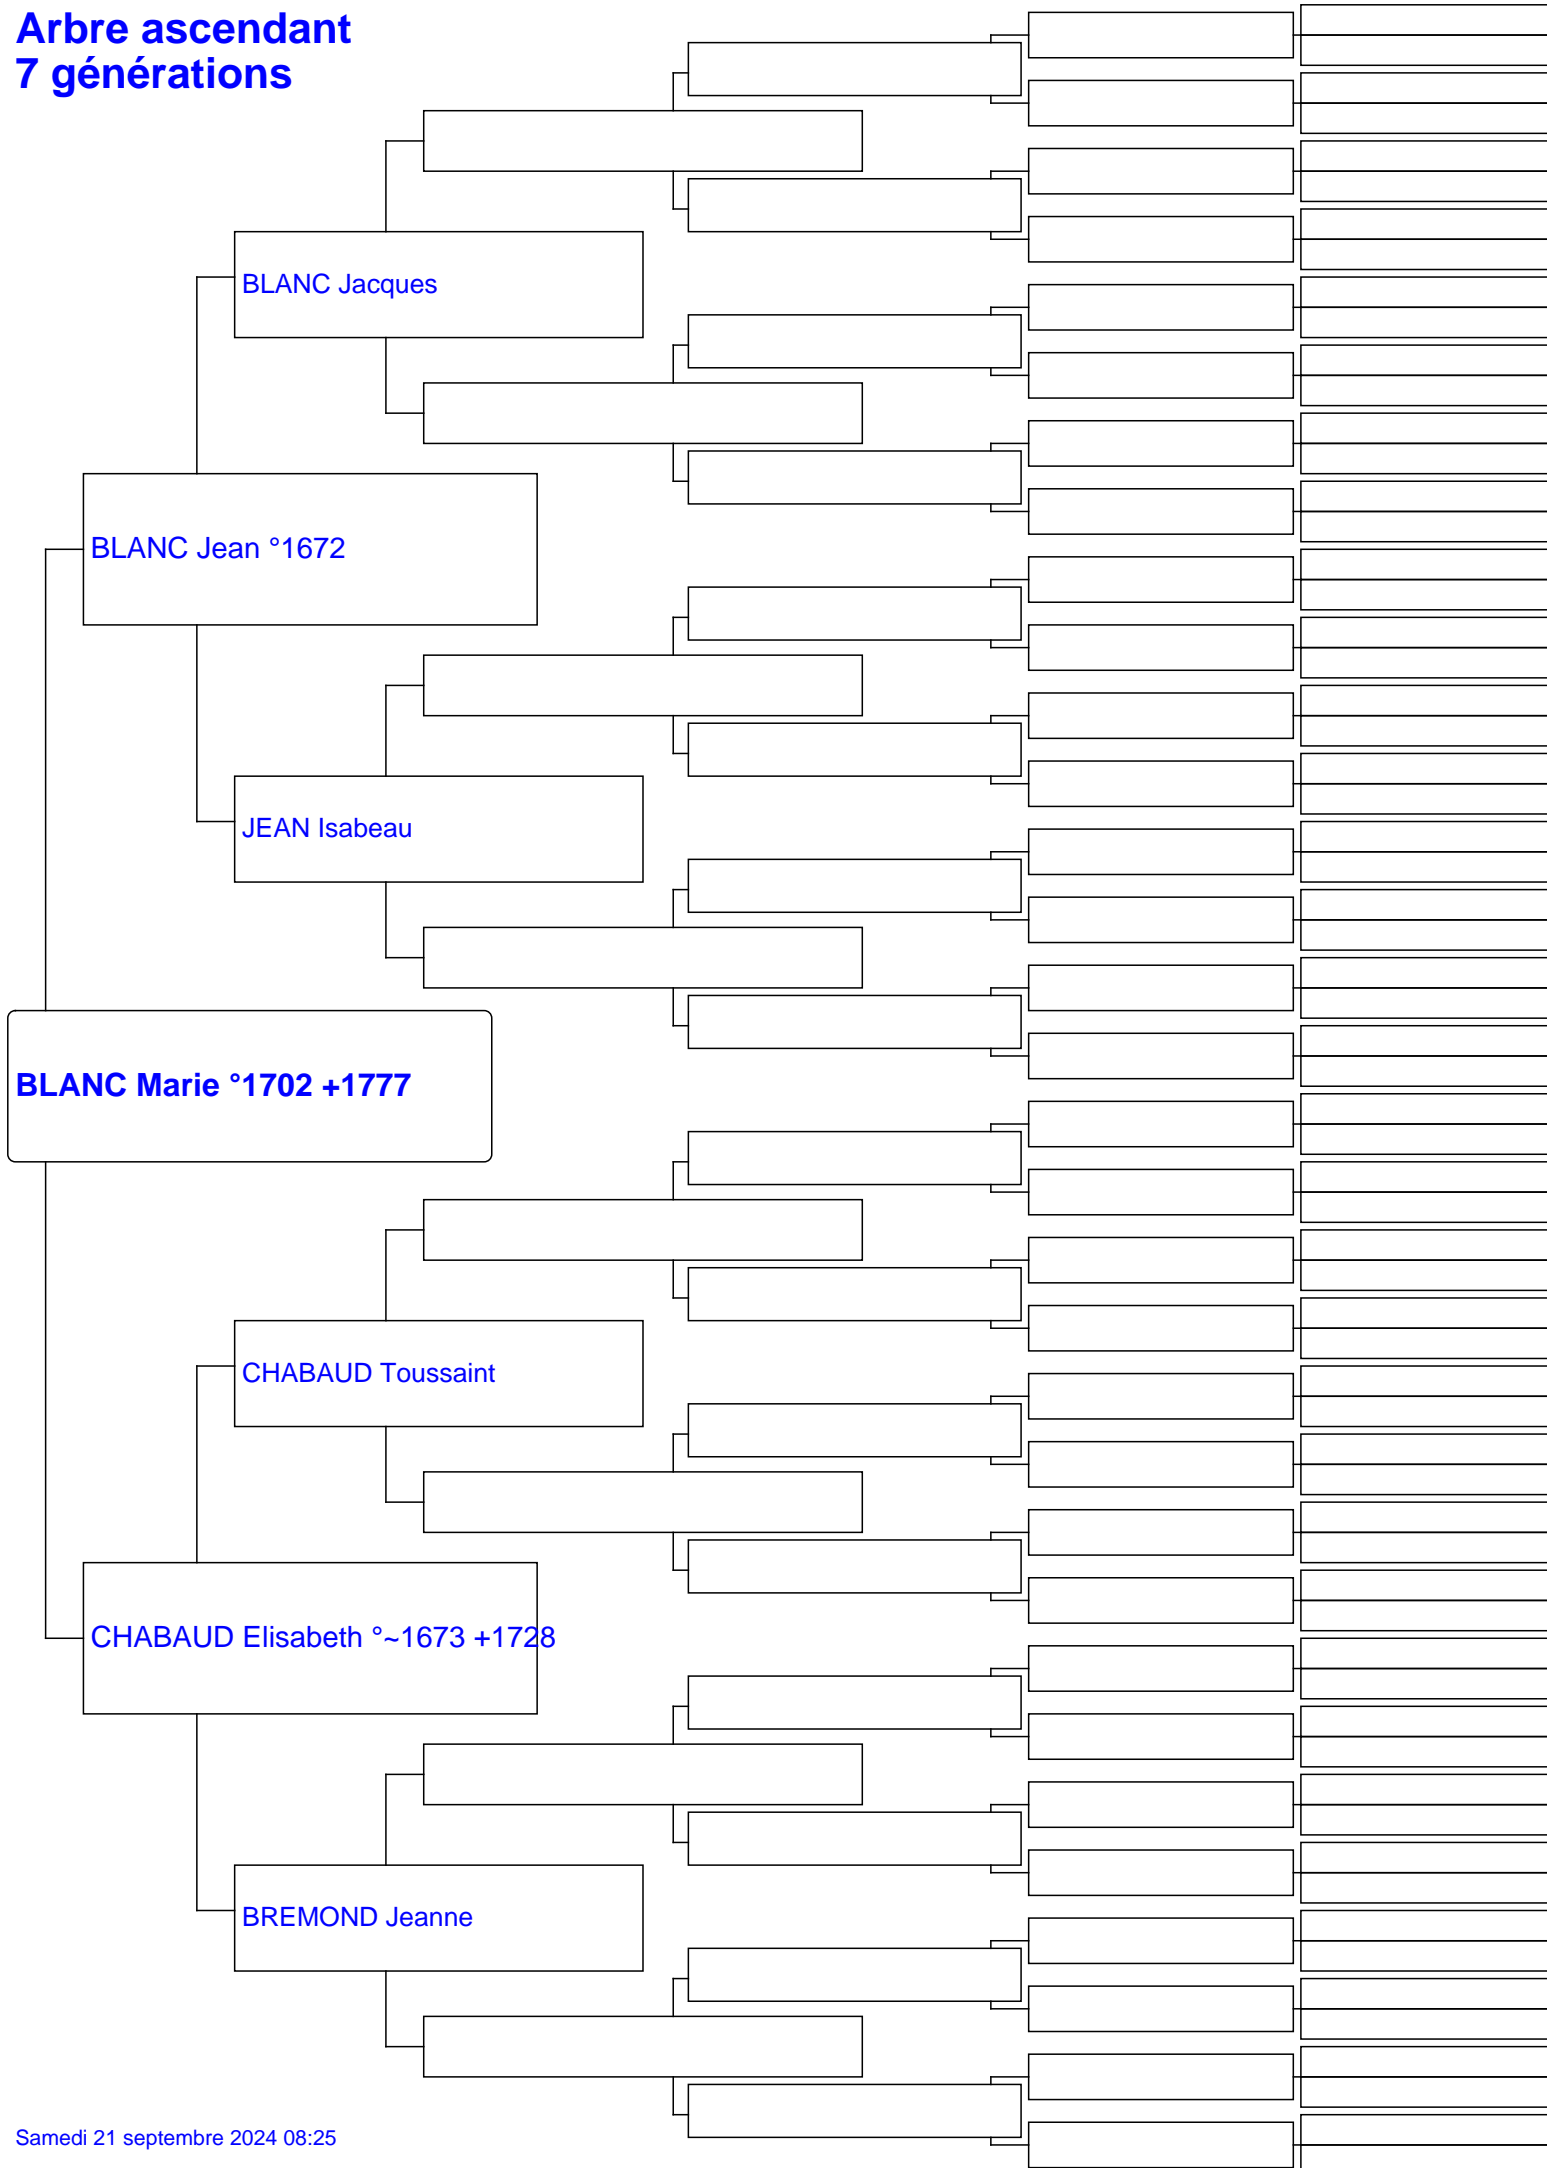 Arbre ascendant
7 générations
BLANC Jacques
BLANC Jean °1672
JEAN Isabeau
BLANC Marie °1702 +1777
CHABAUD Toussaint
CHABAUD Elisabeth °~1673 +1728
BREMOND Jeanne
Samedi 21 septembre 2024 08:25